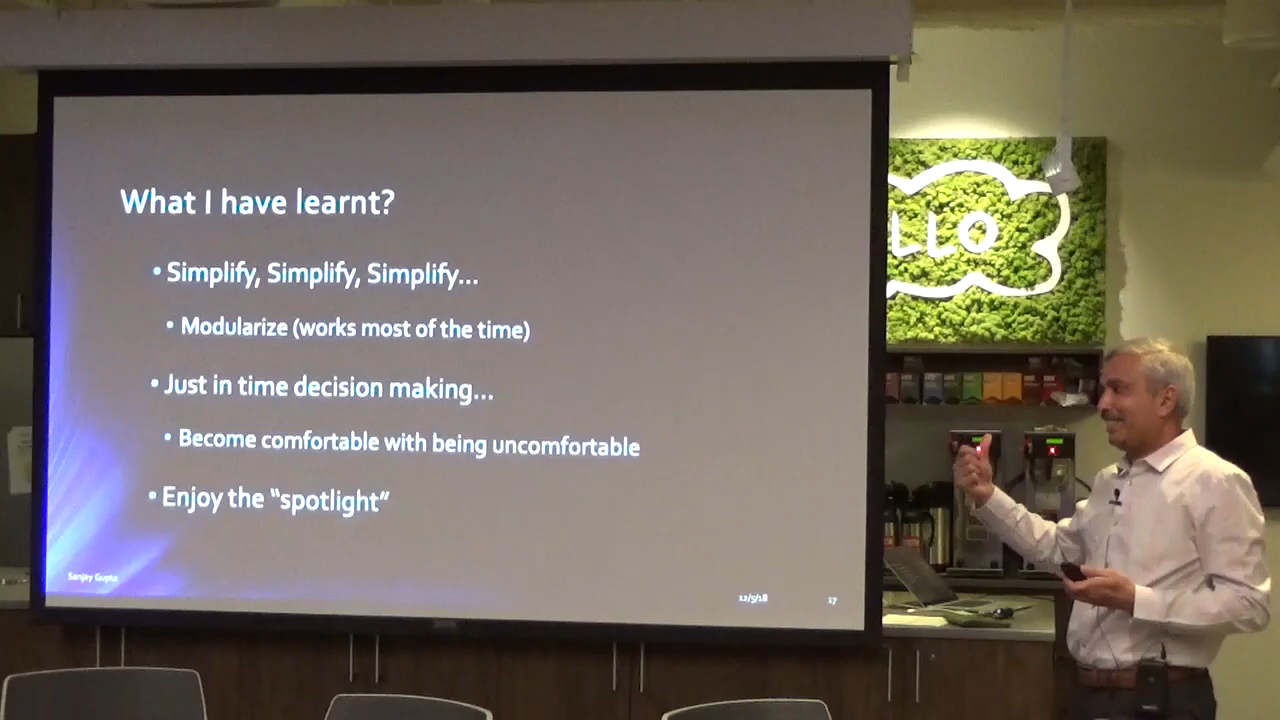 What I have learnt?
• Simplify, Simplify, Simplify...
• Modularize (works most of the time)
• Just in time decision making...
• Become comfortable with being uncomfortable
• Enjoy the “spotlight”
Sanjay Gupta
12/5/18
17
LLO